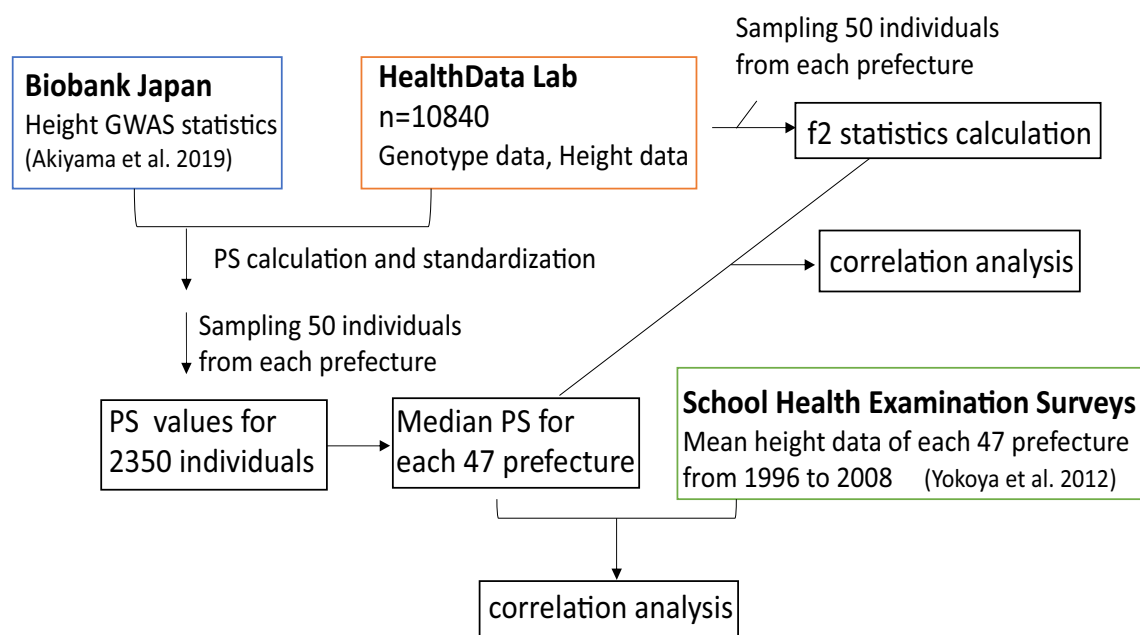 Biobank Japan
Height GWAS statistics
(Akiyama et al. 2019)
HealthData Lab
n=10840
Genotype data, Height data
Sampling 50 individuals
from each prefecture
f2 statistics calculation
correlation analysis
PS calculation and standardization
Sampling 50 individuals
from each prefecture
PS values for
2350 individuals
Median PS for
each 47 prefecture
School Health Examination Surveys
Mean height data of each 47 prefecture
from 1996 to 2008 (Yokoya et al. 2012)
correlation analysis